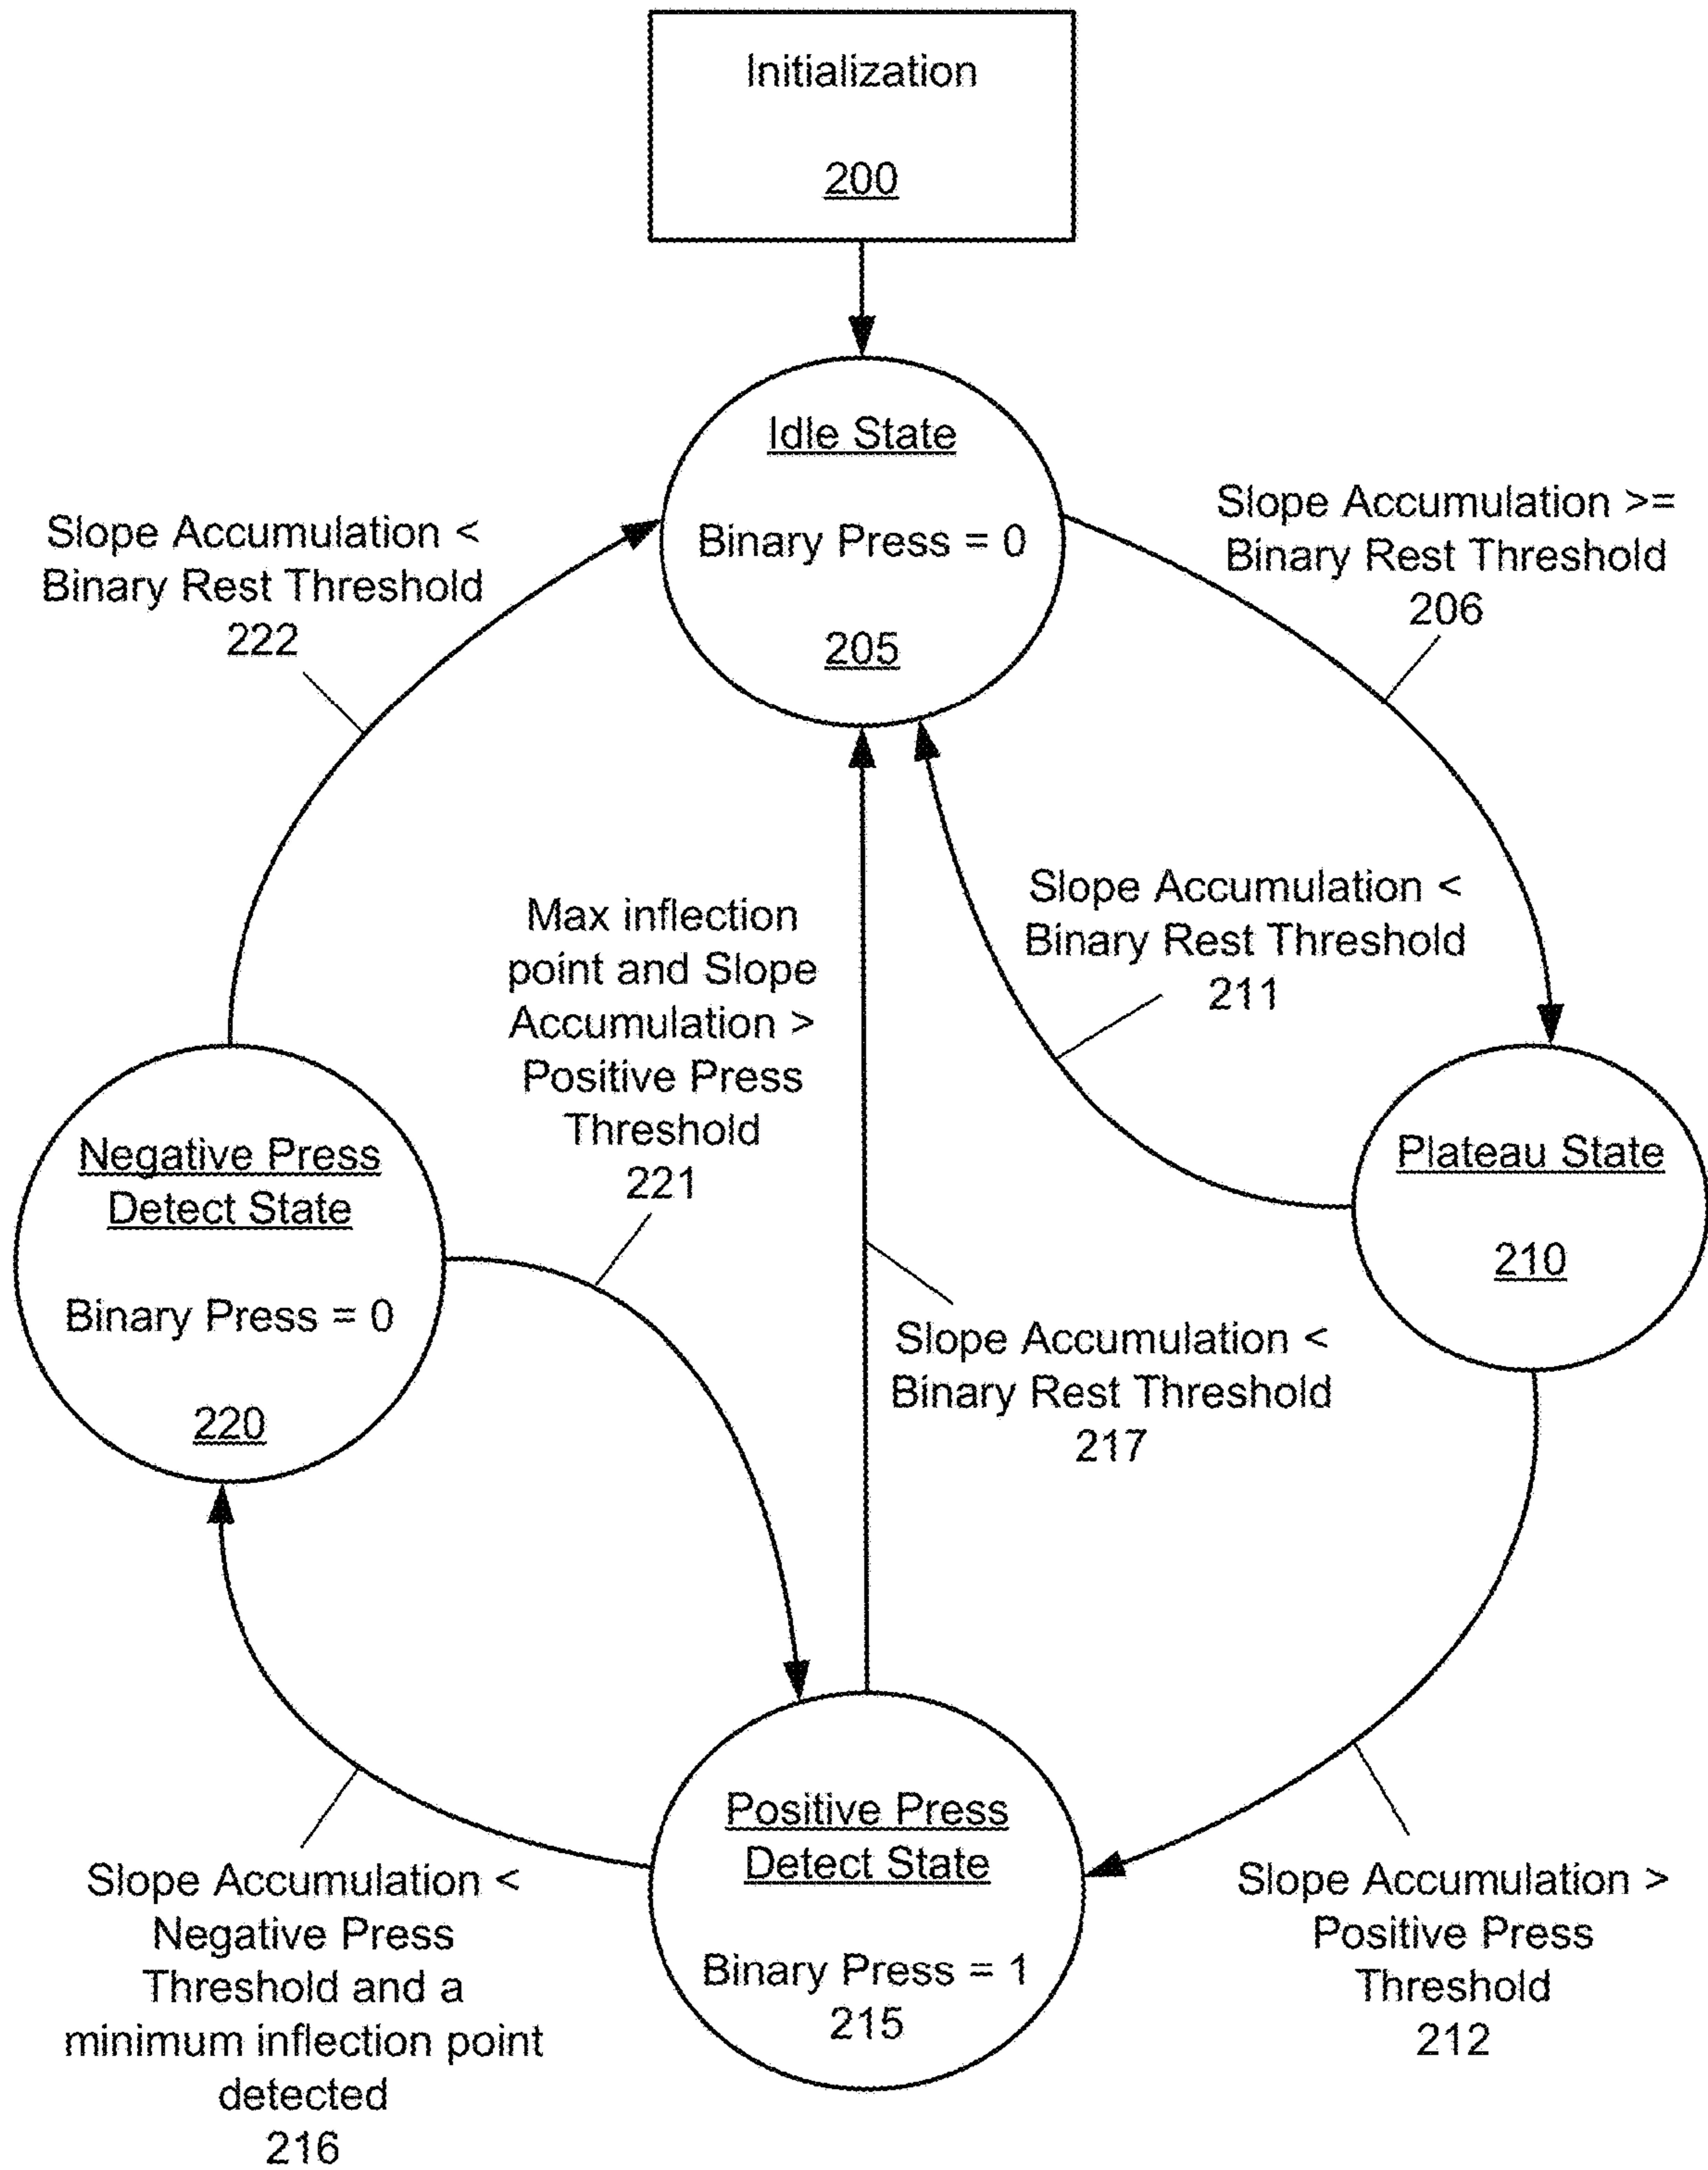 Initialization
200
Idle State
Binary Press = 0
205
Slope Accumulation >=
Binary Rest Threshold
206
Slope Accumulation <
Binary Rest Threshold
222
Slope Accumulation <
Binary Rest Threshold
211
Max inflection
point and Slope
Accumulation >
Positive Press
Threshold
221
Negative Press
Detect State
Binary Press = 0
220
Plateau State
210
Slope Accumulation <
Binary Rest Threshold
217
Positive Press
Detect State
Binary Press = 1
215
Slope Accumulation <
Negative Press
Threshold and a
minimum inflection point
detected
216
Slope Accumulation >
Positive Press
Threshold
212